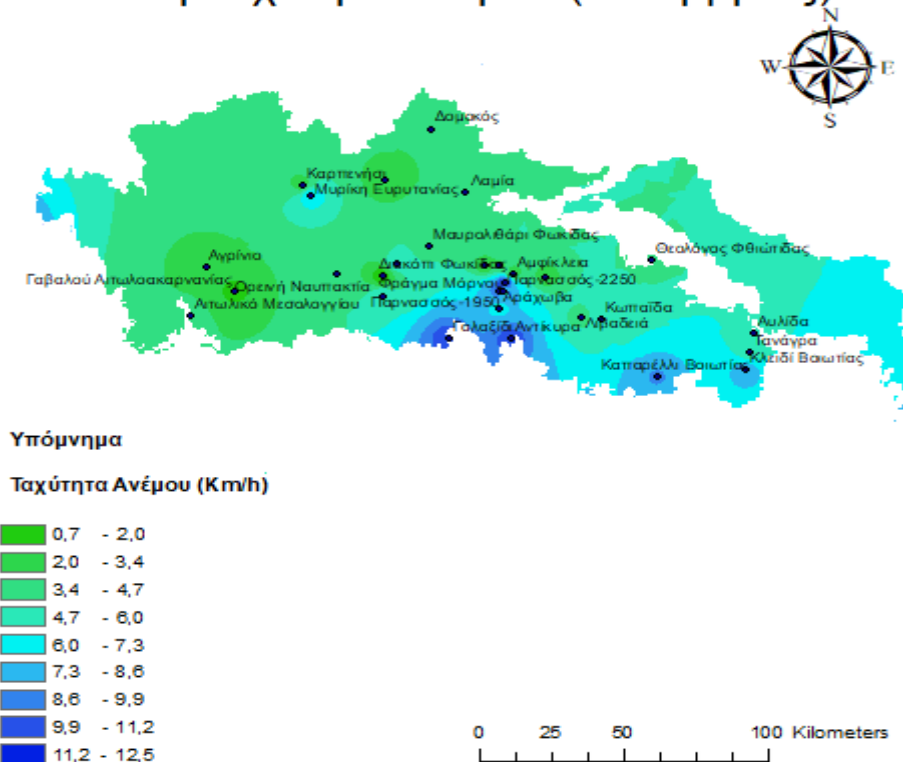 N
W E
S
Δομοκός
Καρπενήσι
Μυρίκη Ευρυτανίας
Λαμία
Μαυρολιθάρι Φωκίδας
Θεολόγος Φθιώτιδας
Αγρίνιο
Διακόπι Φωκίδας
Αμφίκλεια
Γαβαλού Αιτωλοακαρνανίας
Ορεινή Ναυπακτία
Φράγμα Μόρνου
Παρνασσός-2250
Αιτωλικό Μεσολογγίου
Παρνασσός-1950
Αράχωβα
Κωπαΐδα
Γαλαξίδι
Αντίκυρα
Λιβαδειά
Αυλίδα
Τανάγρα
Καπαρέλλι Βοιωτίας
Κλειδί Βοιωτίας
Υπόμνημα
Ταχύτητα Ανέμου (Km/h)
0,7 - 2,0
2,0 - 3,4
3,4 - 4,7
4,7 - 6,0
6,0 - 7,3
7,3 - 8,6
8,6 - 9,9
9,9 - 11,2
11,2 - 12,5
0 25 50 100 Kilometers